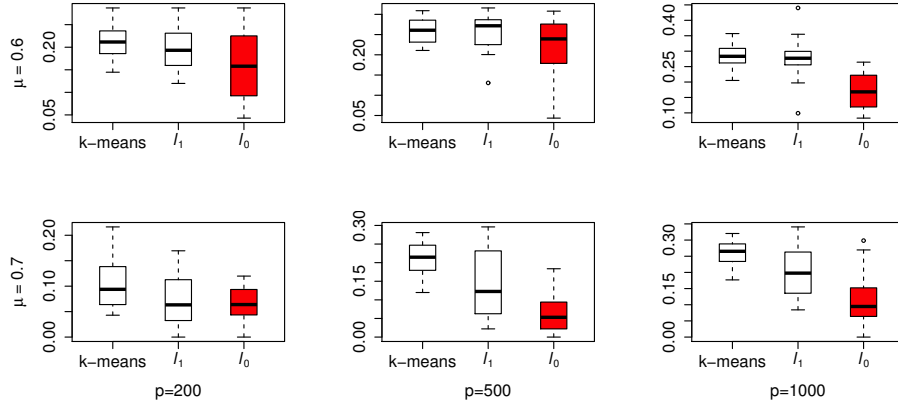 μ = 0.6
0.05 0.20
k−means l1 l0
0.20
k−means l1 l0
0.05
0.10 0.25 0.40
k−means l1 l0
μ = 0.7
0.00 0.10 0.20
k−means l1 l0
0.00 0.15 0.30
k−means l1 l0
0.00 0.15 0.30
k−means l1 l0
p=200
p=500
p=1000